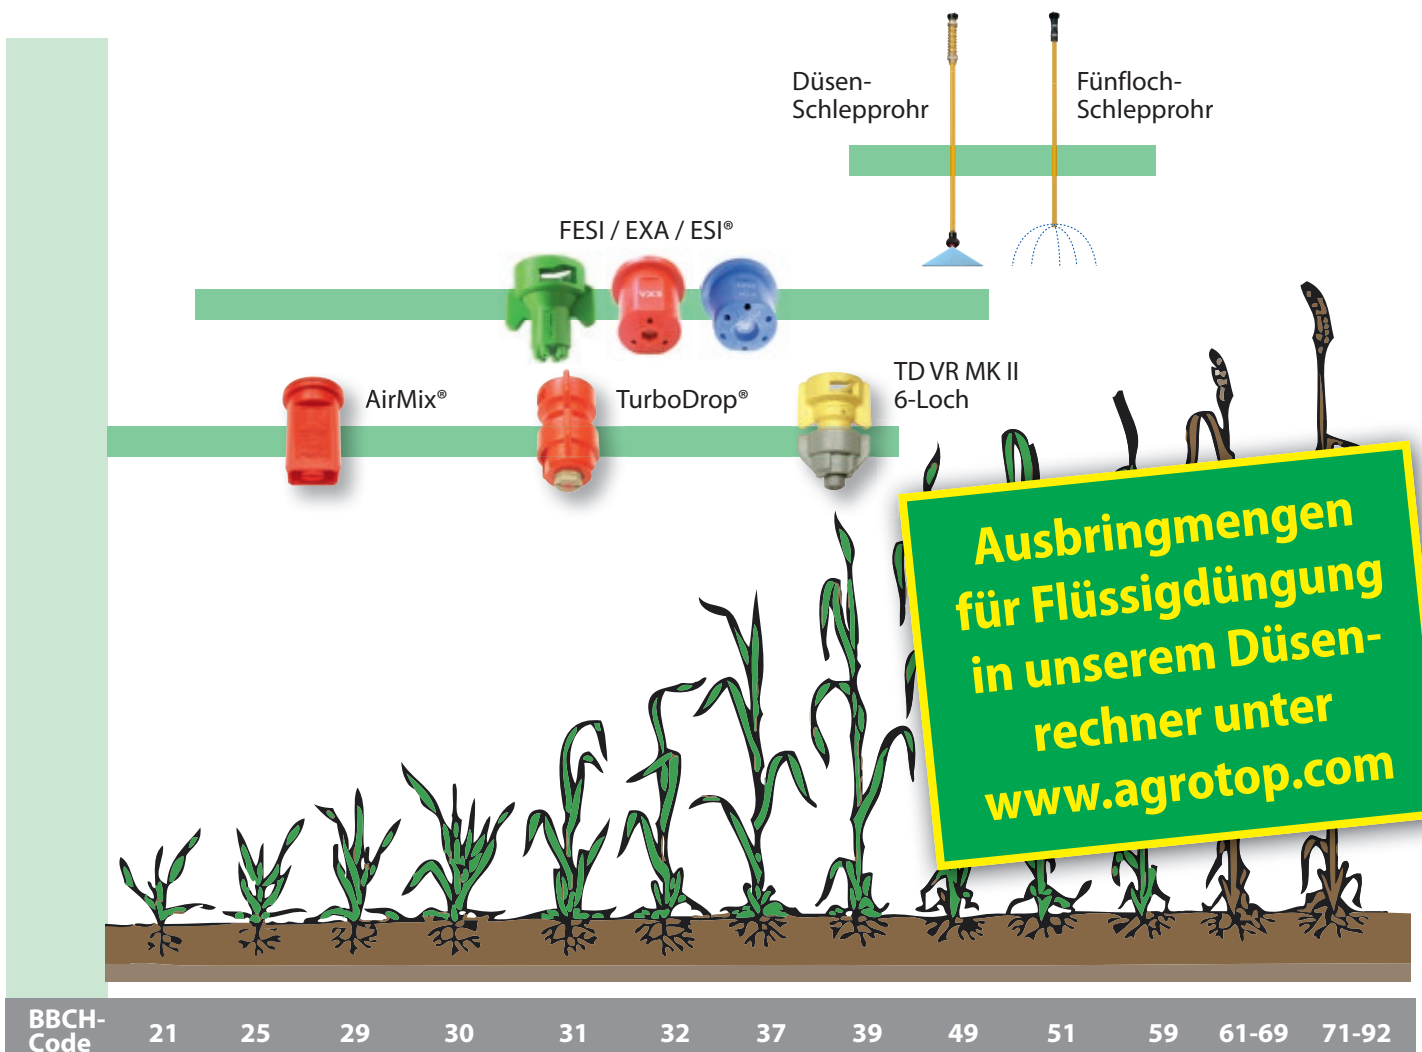 Düsen-
Schlepprohr
Fünfloch-
Schlepprohr
FESI / EXA / ESI®
EXA
AirMix®
TurboDrop®
TD VR MK II
6-Loch
Ausbringmengen
für Flüssigdüngung
in unserem Düsen-
rechner unter
www.agrotop.com
BBCH-
Code
21 25 29 30 31 32 37 39 49 51 59 61-69 71-92